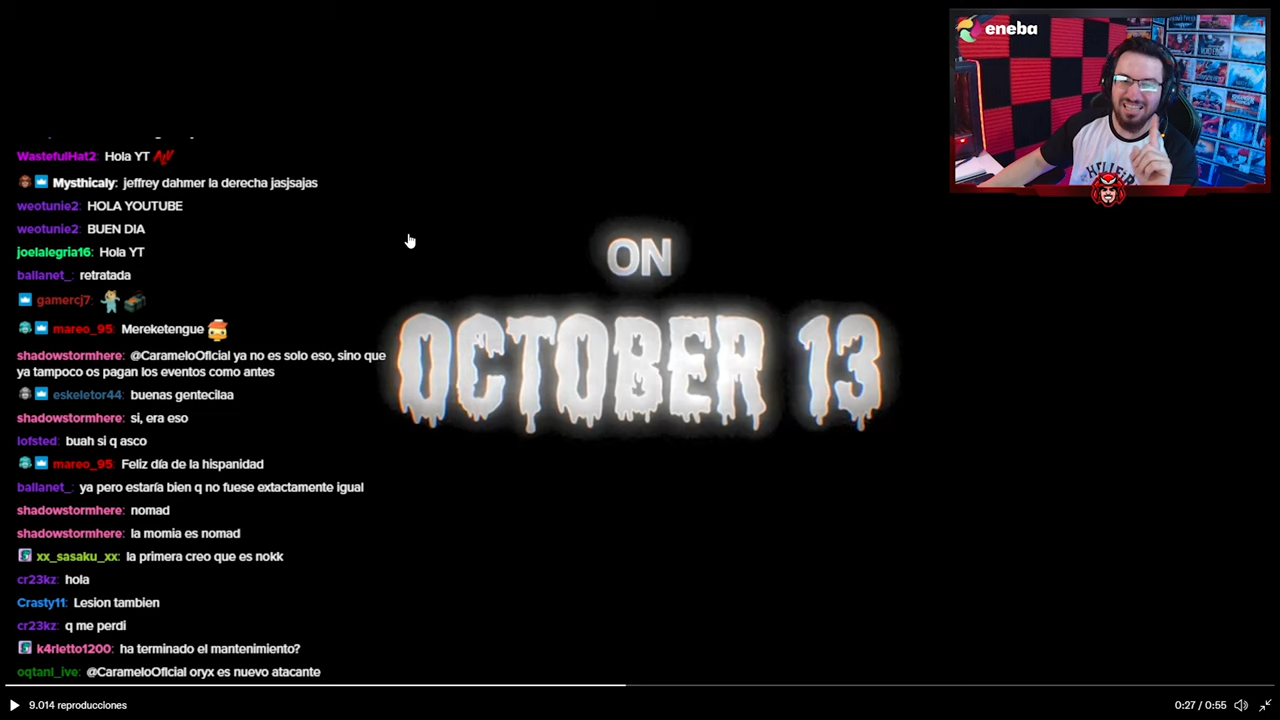 eneba
WastefulHat2: Hola YT
Mysthicaly: jeffrey dahmer la derecha jasjsajas
weotunie2: HOLA YOUTUBE
weotunie2: BUEN DIA
joelalegria16: Hola YT
ballanet_: retratada
gamercj7:
mareo_95: Mereketengue
shadowstormhere: @CarameloOficial ya no es solo eso, sino que
ya tampoco os pagan los eventos como antes
eskeletor44: buenas gentecilaa
shadowstormhere: si, era eso
lofsted: buah si q asco
mareo_95: Feliz día de la hispanidad
ballanet_: ya pero estaría bien q no fuese extactamente igual
shadowstormhere: nomad
shadowstormhere: la momia es nomad
xx_sasaku_xx: la primera creo que es nokk
cr23kz: hola
Crasty11: Lesion tambien
cr23kz: q me perdi
k4rletto1200: ha terminado el mantenimiento?
oqtanl_ive: @CarameloOficial oryx es nuevo atacante
ON
OCTOBER 13
9.014 reproducciones
0:27 / 0:55